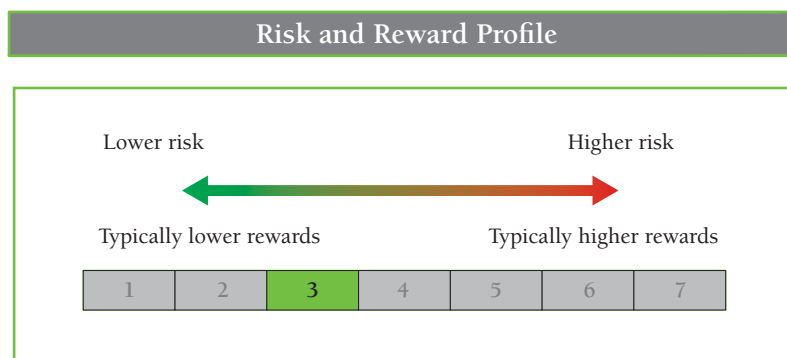 Risk and Reward Profile
Lower risk Higher risk
Typically lower rewards Typically higher rewards
1 2 3 4 5 6 7